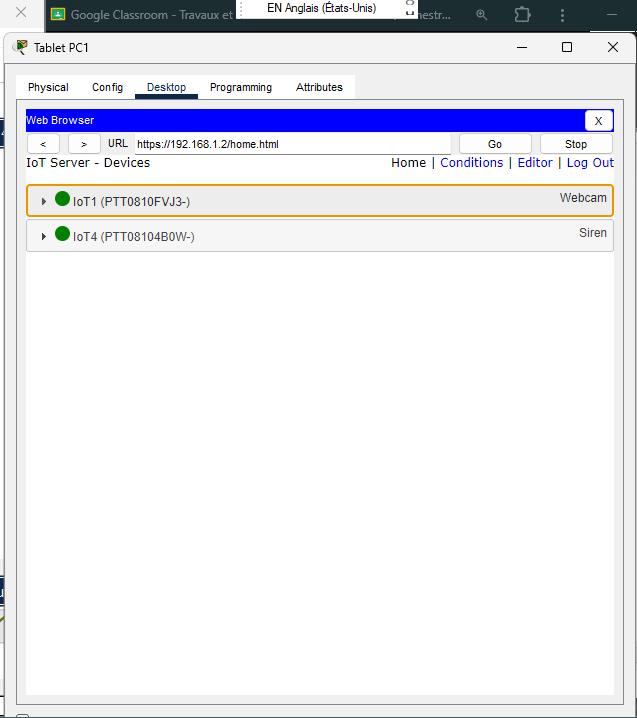 Google Classroom - Travaux et
EN Anglais (États-Unis)
Tablet PC1
Physical Config Desktop Programming Attributes
Web Browser X
< > URL https://192.168.1.2/home.html Go Stop
IoT Server - Devices Home | Conditions | Editor | Log Out
IoT1 (PTT0810FVJ3-) Webcam
IoT4 (PTT08104B0W-) Siren